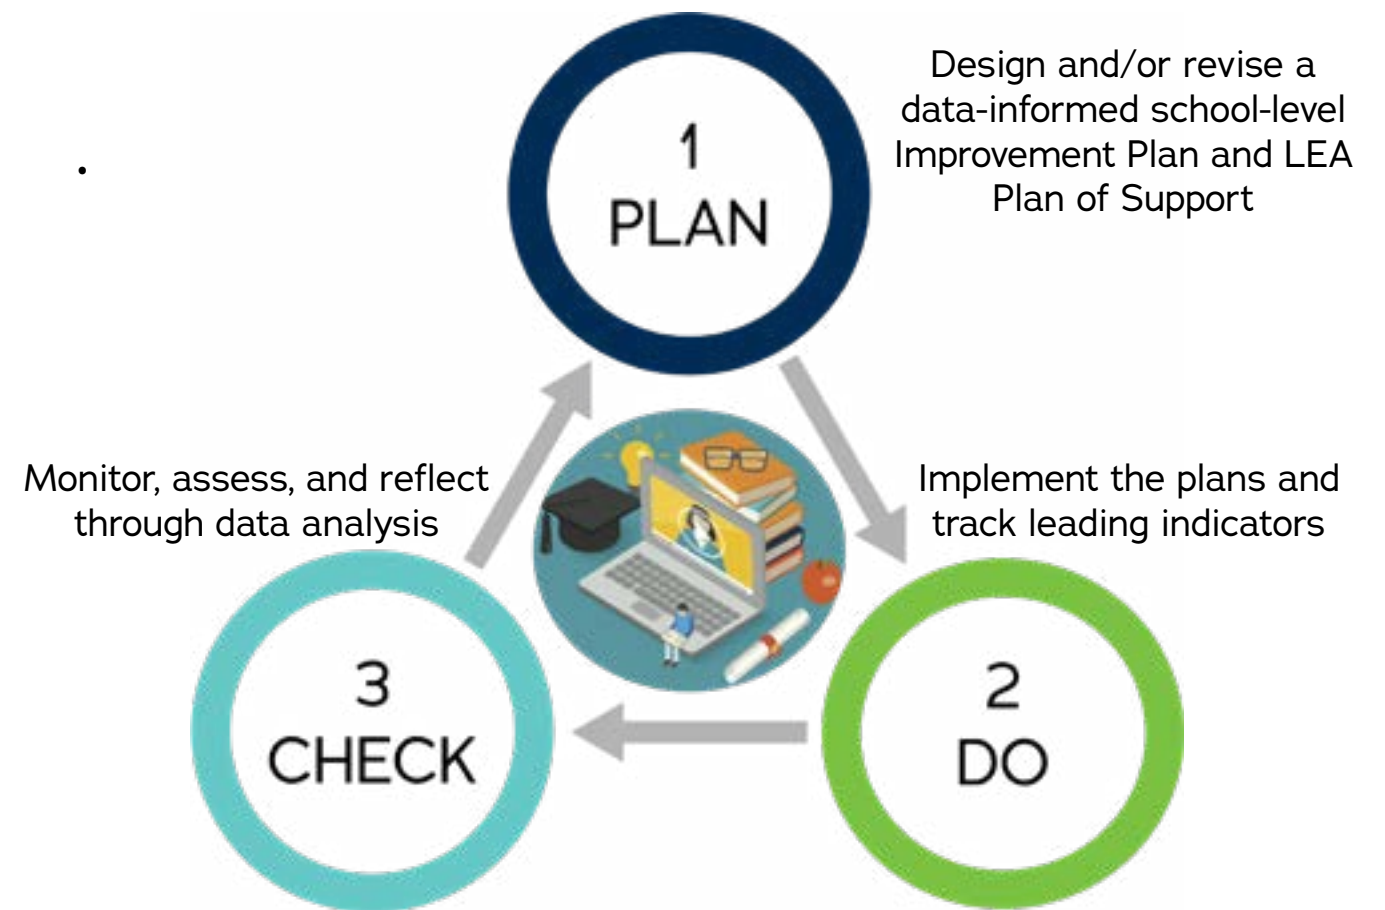 1
PLAN
Design and/or revise a
data-informed school-level
Improvement Plan and LEA
Plan of Support
.
Implement the plans and
track leading indicators
2
DO
Monitor, assess, and reflect
through data analysis
3
CHECK